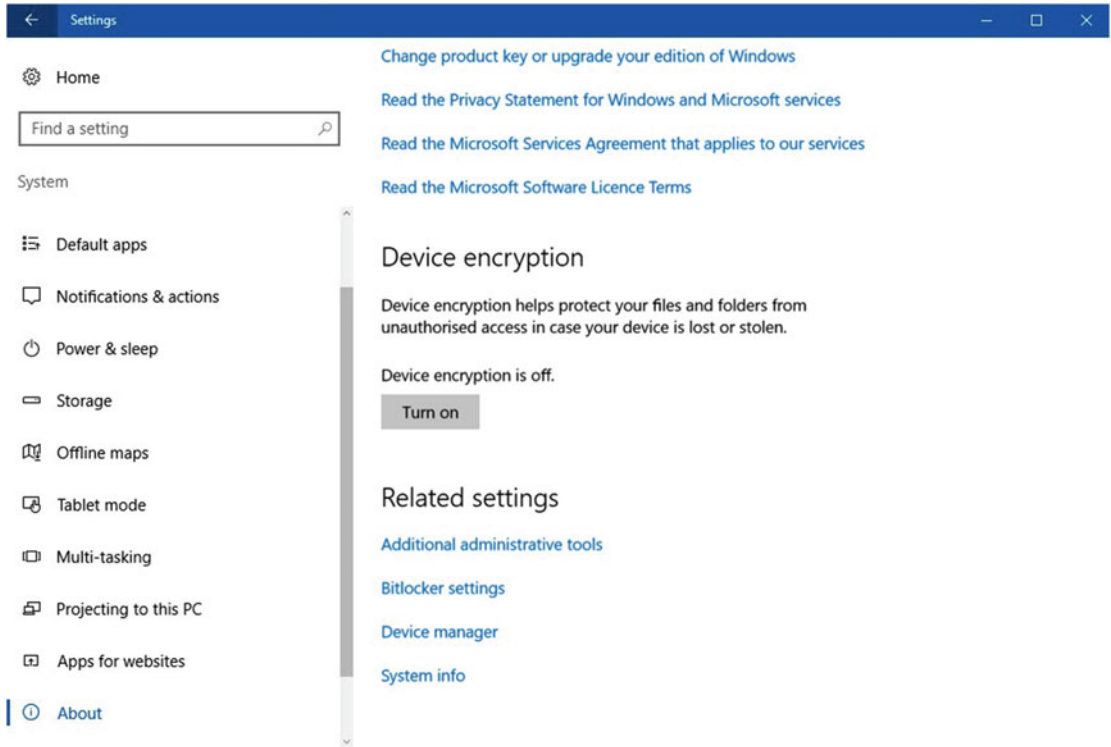 Settings
Home
Find a setting
System
Default apps
Notifications & actions
Power & sleep
Storage
Offline maps
Tablet mode
Multi-tasking
Projecting to this PC
Apps for websites
About
Change product key or upgrade your edition of Windows
Read the Privacy Statement for Windows and Microsoft services
Read the Microsoft Services Agreement that applies to our services
Read the Microsoft Software Licence Terms
Device encryption
Device encryption helps protect your files and folders from
unauthorised access in case your device is lost or stolen.
Device encryption is off.
Turn on
Related settings
Additional administrative tools
Bitlocker settings
Device manager
System info